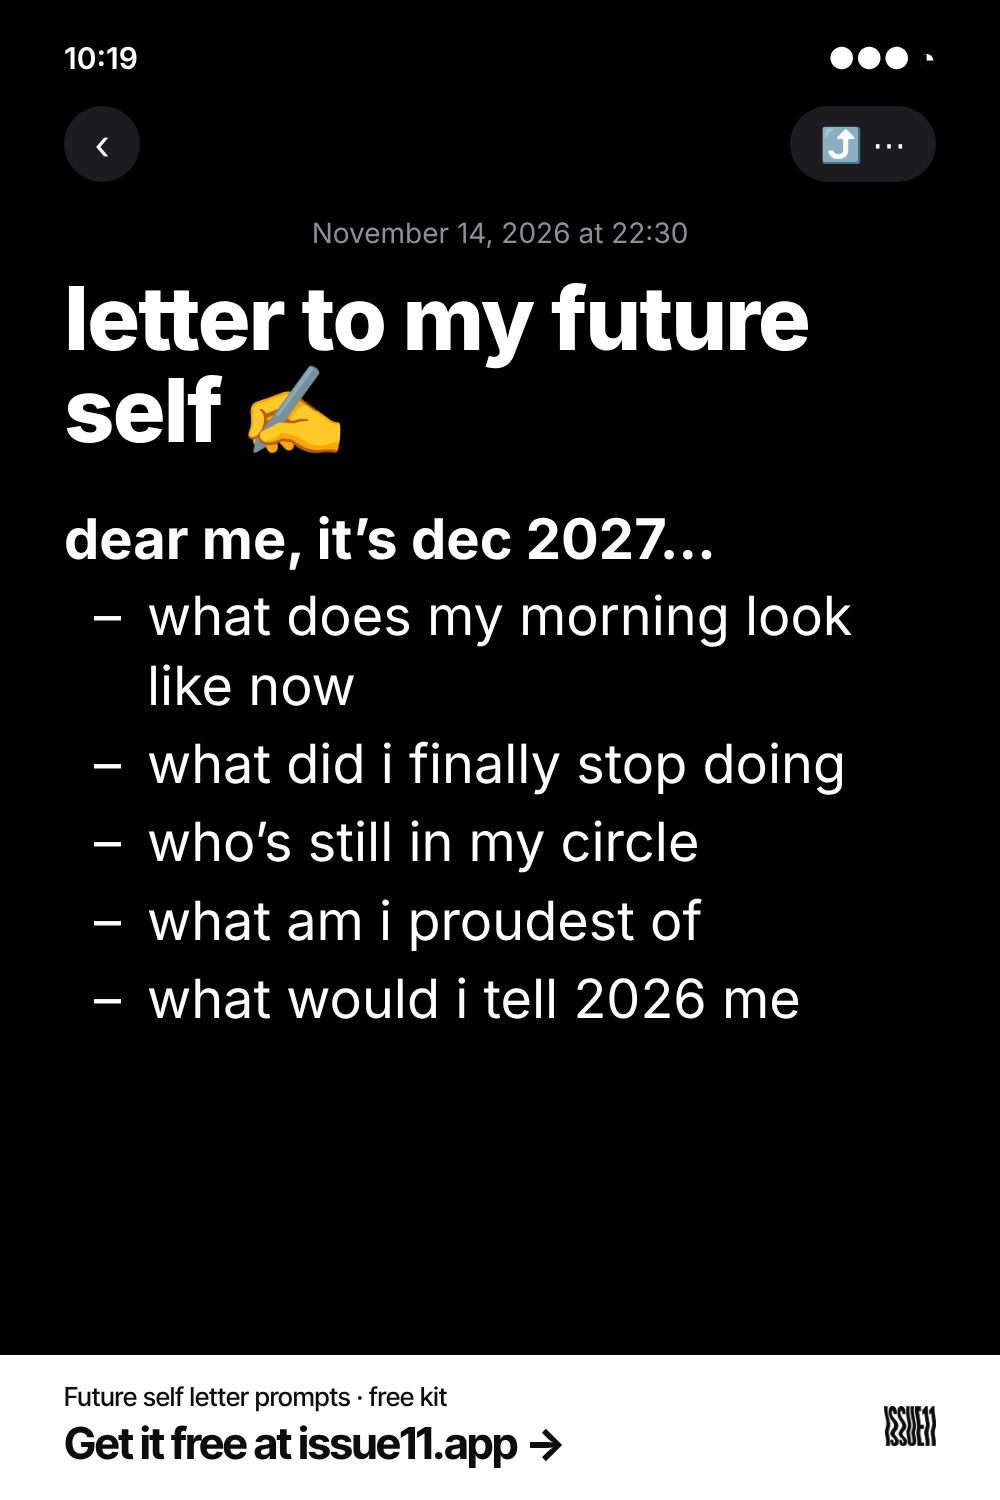 10:19
‹
⤴️ ...
November 14, 2026 at 22:30
letter to my future
self ✍️
dear me, it’s dec 2027...
– what does my morning look
like now
– what did i finally stop doing
– who’s still in my circle
– what am i proudest of
– what would i tell 2026 me
Future self letter prompts · free kit
Get it free at issue11.app →
ISSUE11